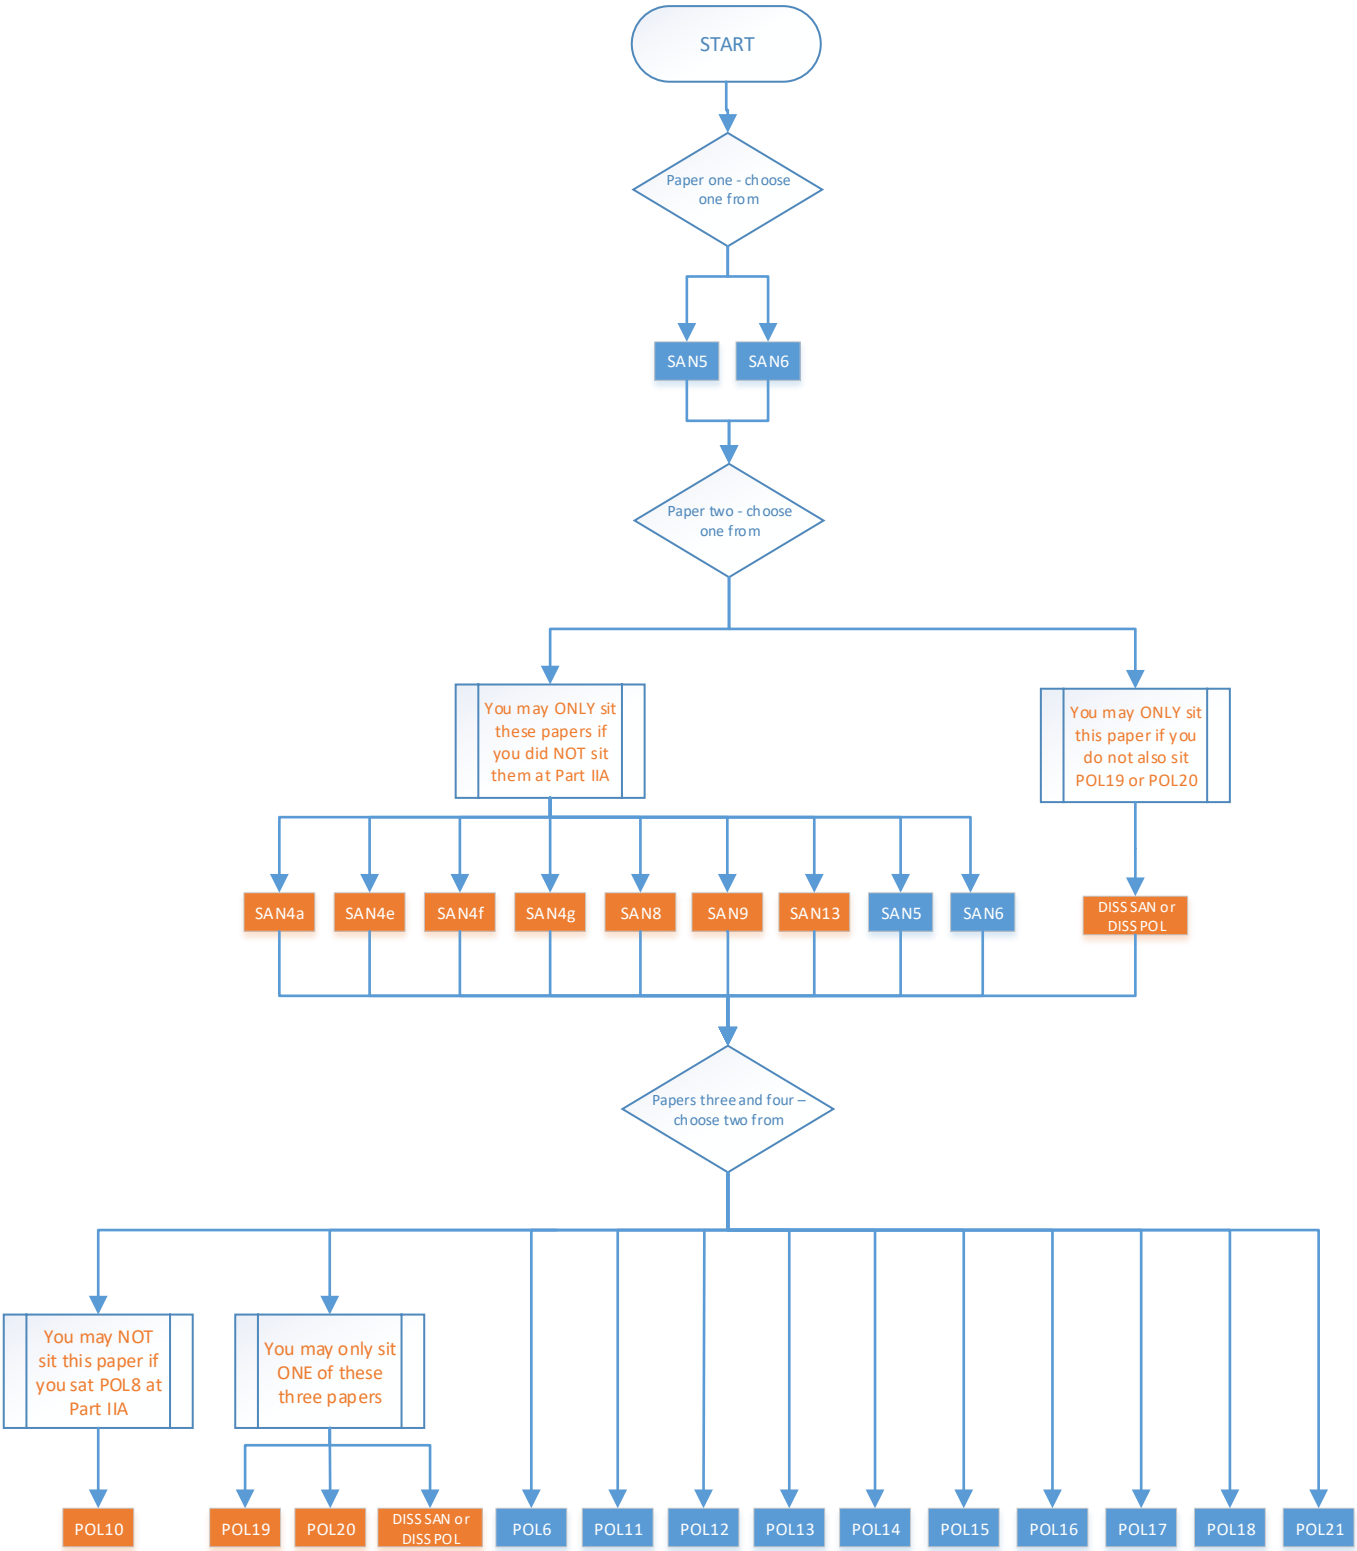 START
Paper one - choose
one from
SAN5
SAN6
Paper two - choose
one from
You may ONLY sit
these papers if
you did NOT sit
them at Part IIA
You may ONLY sit
this paper if you
do not also sit
POL19 or POL20
SAN4a
SAN4e
SAN4f
SAN4g
SAN8
SAN9
SAN13
SAN5
SAN6
DISS SAN or
DISS POL
Papers three and four –
choose two from
You may NOT
sit this paper if
you sat POL8 at
Part IIA
You may only sit
ONE of these
three papers
POL10
POL19
POL20
DISS SAN or
DISS POL
POL6
POL11
POL12
POL13
POL14
POL15
POL16
POL17
POL18
POL21